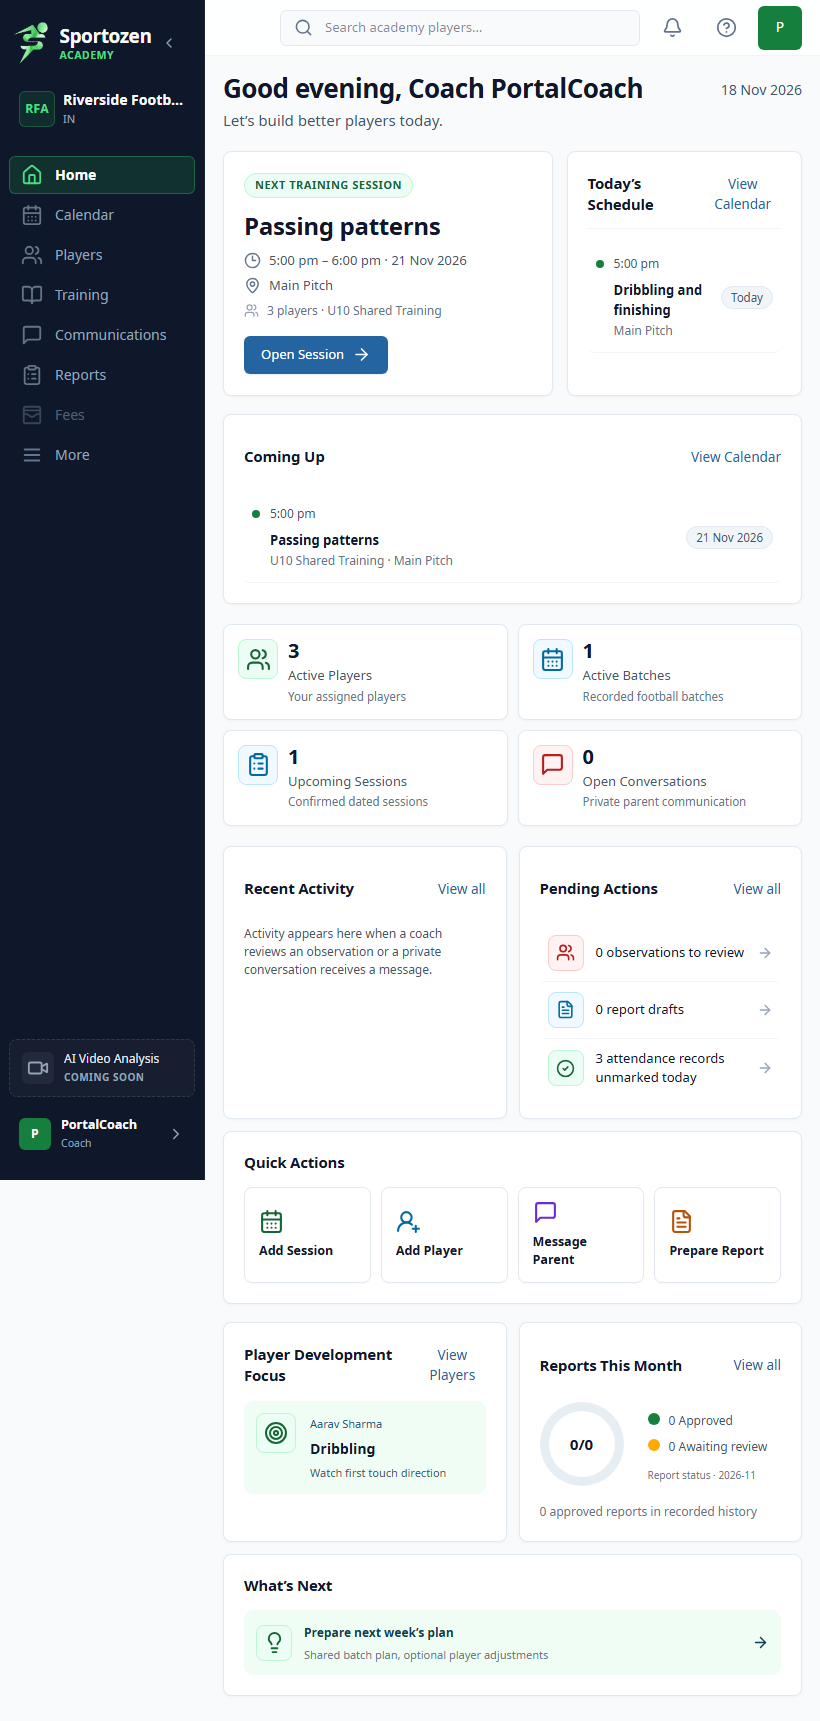 Sportozen
ACADEMY
RFA
Riverside Footb...
IN
Home
Calendar
Players
Training
Communications
Reports
Fees
More
AI Video Analysis
COMING SOON
P
PortalCoach
Coach
Search academy players...
P
Good evening, Coach PortalCoach
18 Nov 2026
Let's build better players today.
NEXT TRAINING SESSION
Passing patterns
5:00 pm – 6:00 pm · 21 Nov 2026
Main Pitch
3 players · U10 Shared Training
Open Session
Today's
Schedule
View
Calendar
5:00 pm
Dribbling and
finishing
Today
Main Pitch
Coming Up
View Calendar
5:00 pm
Passing patterns
21 Nov 2026
U10 Shared Training · Main Pitch
3
Active Players
Your assigned players
1
Active Batches
Recorded football batches
1
Upcoming Sessions
Confirmed dated sessions
0
Open Conversations
Private parent communication
Recent Activity
View all
Activity appears here when a coach
reviews an observation or a private
conversation receives a message.
Pending Actions
View all
0 observations to review
0 report drafts
3 attendance records
unmarked today
Quick Actions
Add Session
Add Player
Message
Parent
Prepare Report
Player Development
Focus
View
Players
Aarav Sharma
Dribbling
Watch first touch direction
Reports This Month
View all
0/0
0 Approved
0 Awaiting review
Report status · 2026-11
0 approved reports in recorded history
What's Next
Prepare next week's plan
Shared batch plan, optional player adjustments